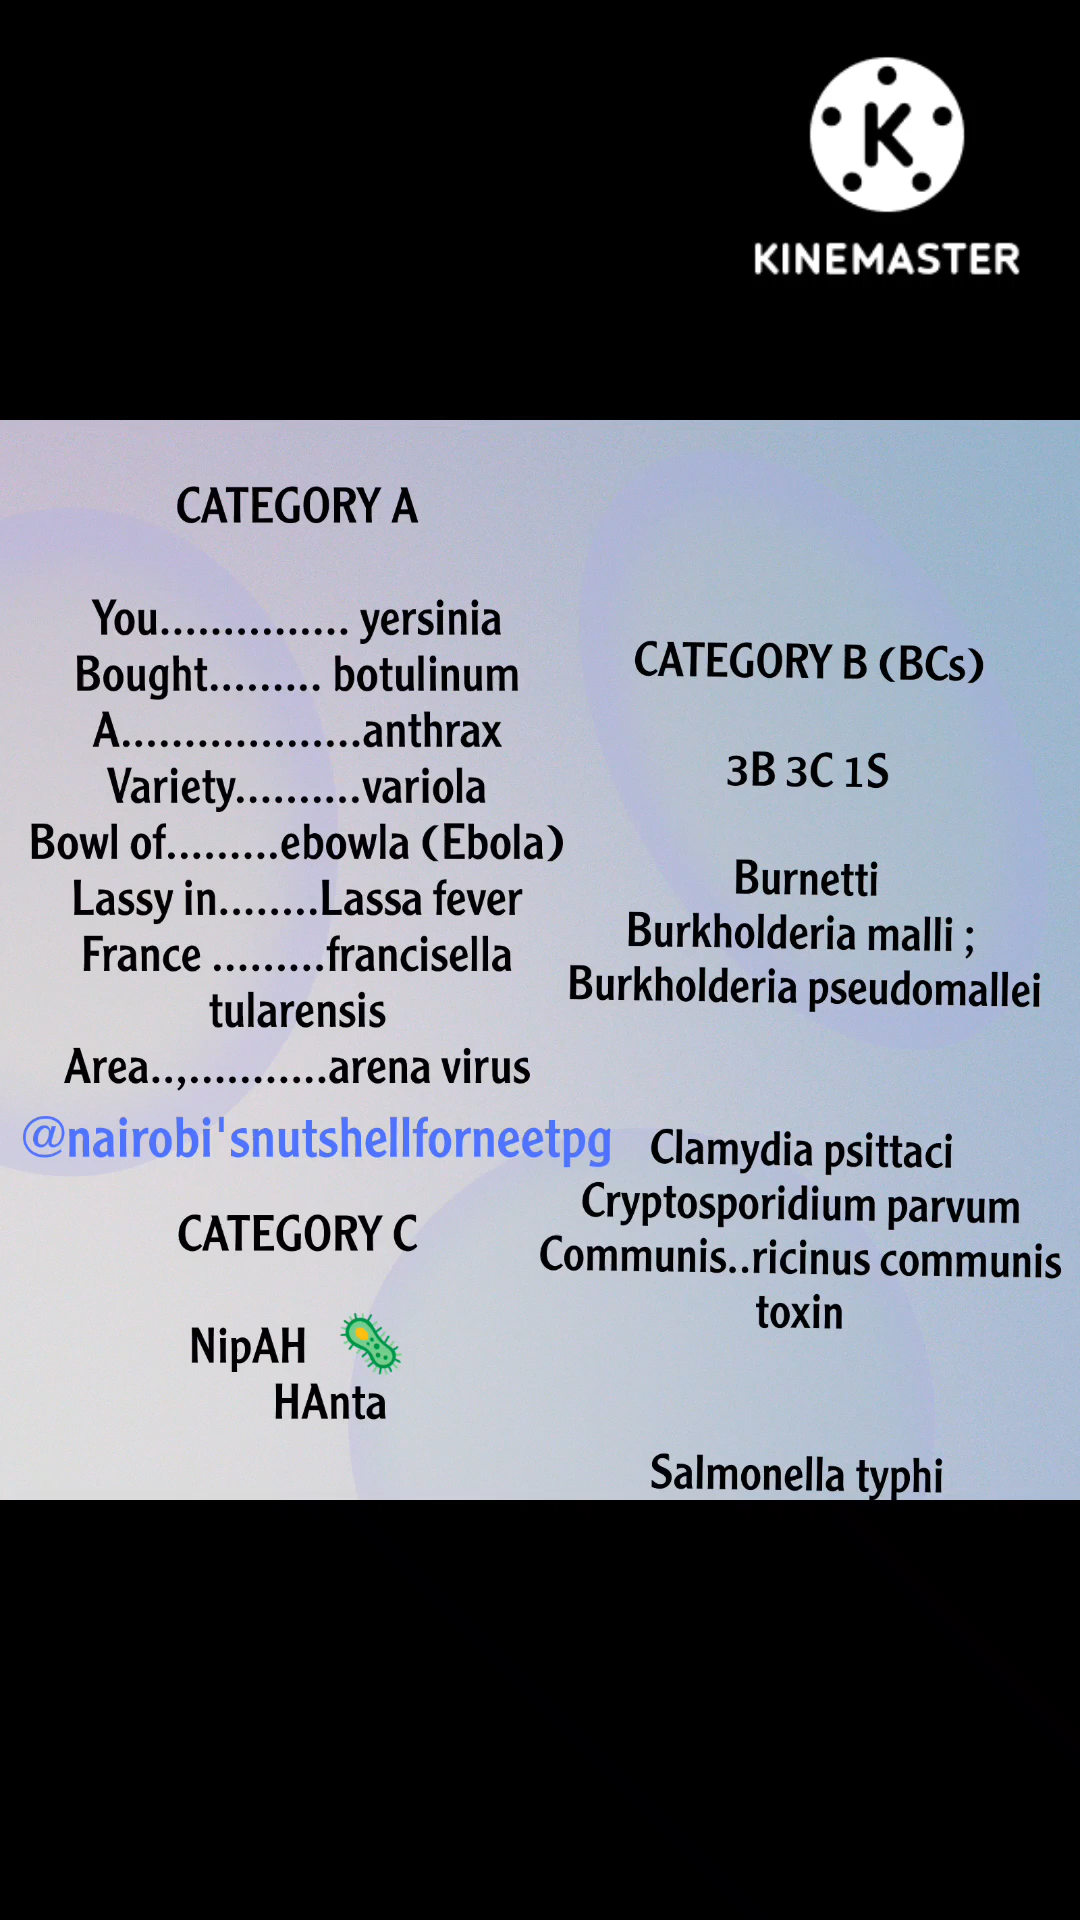 K
KINEMASTER
CATEGORY A
You............... yersinia
Bought......... botulinum
A...................anthrax
Variety..........variola
Bowl of.........ebowla (Ebola)
Lassy in........Lassa fever
France .........francisella
tularensis
Area..,...........arena virus
@nairobi'snutshellforneetpg
CATEGORY C
NipAH
HAnta
CATEGORY B (BCs)
3B 3C 1S
Burnetti
Burkholderia malli ;
Burkholderia pseudomallei
Clamydia psittaci
Cryptosporidium parvum
Communis..ricinus communis
toxin
Salmonella typhi